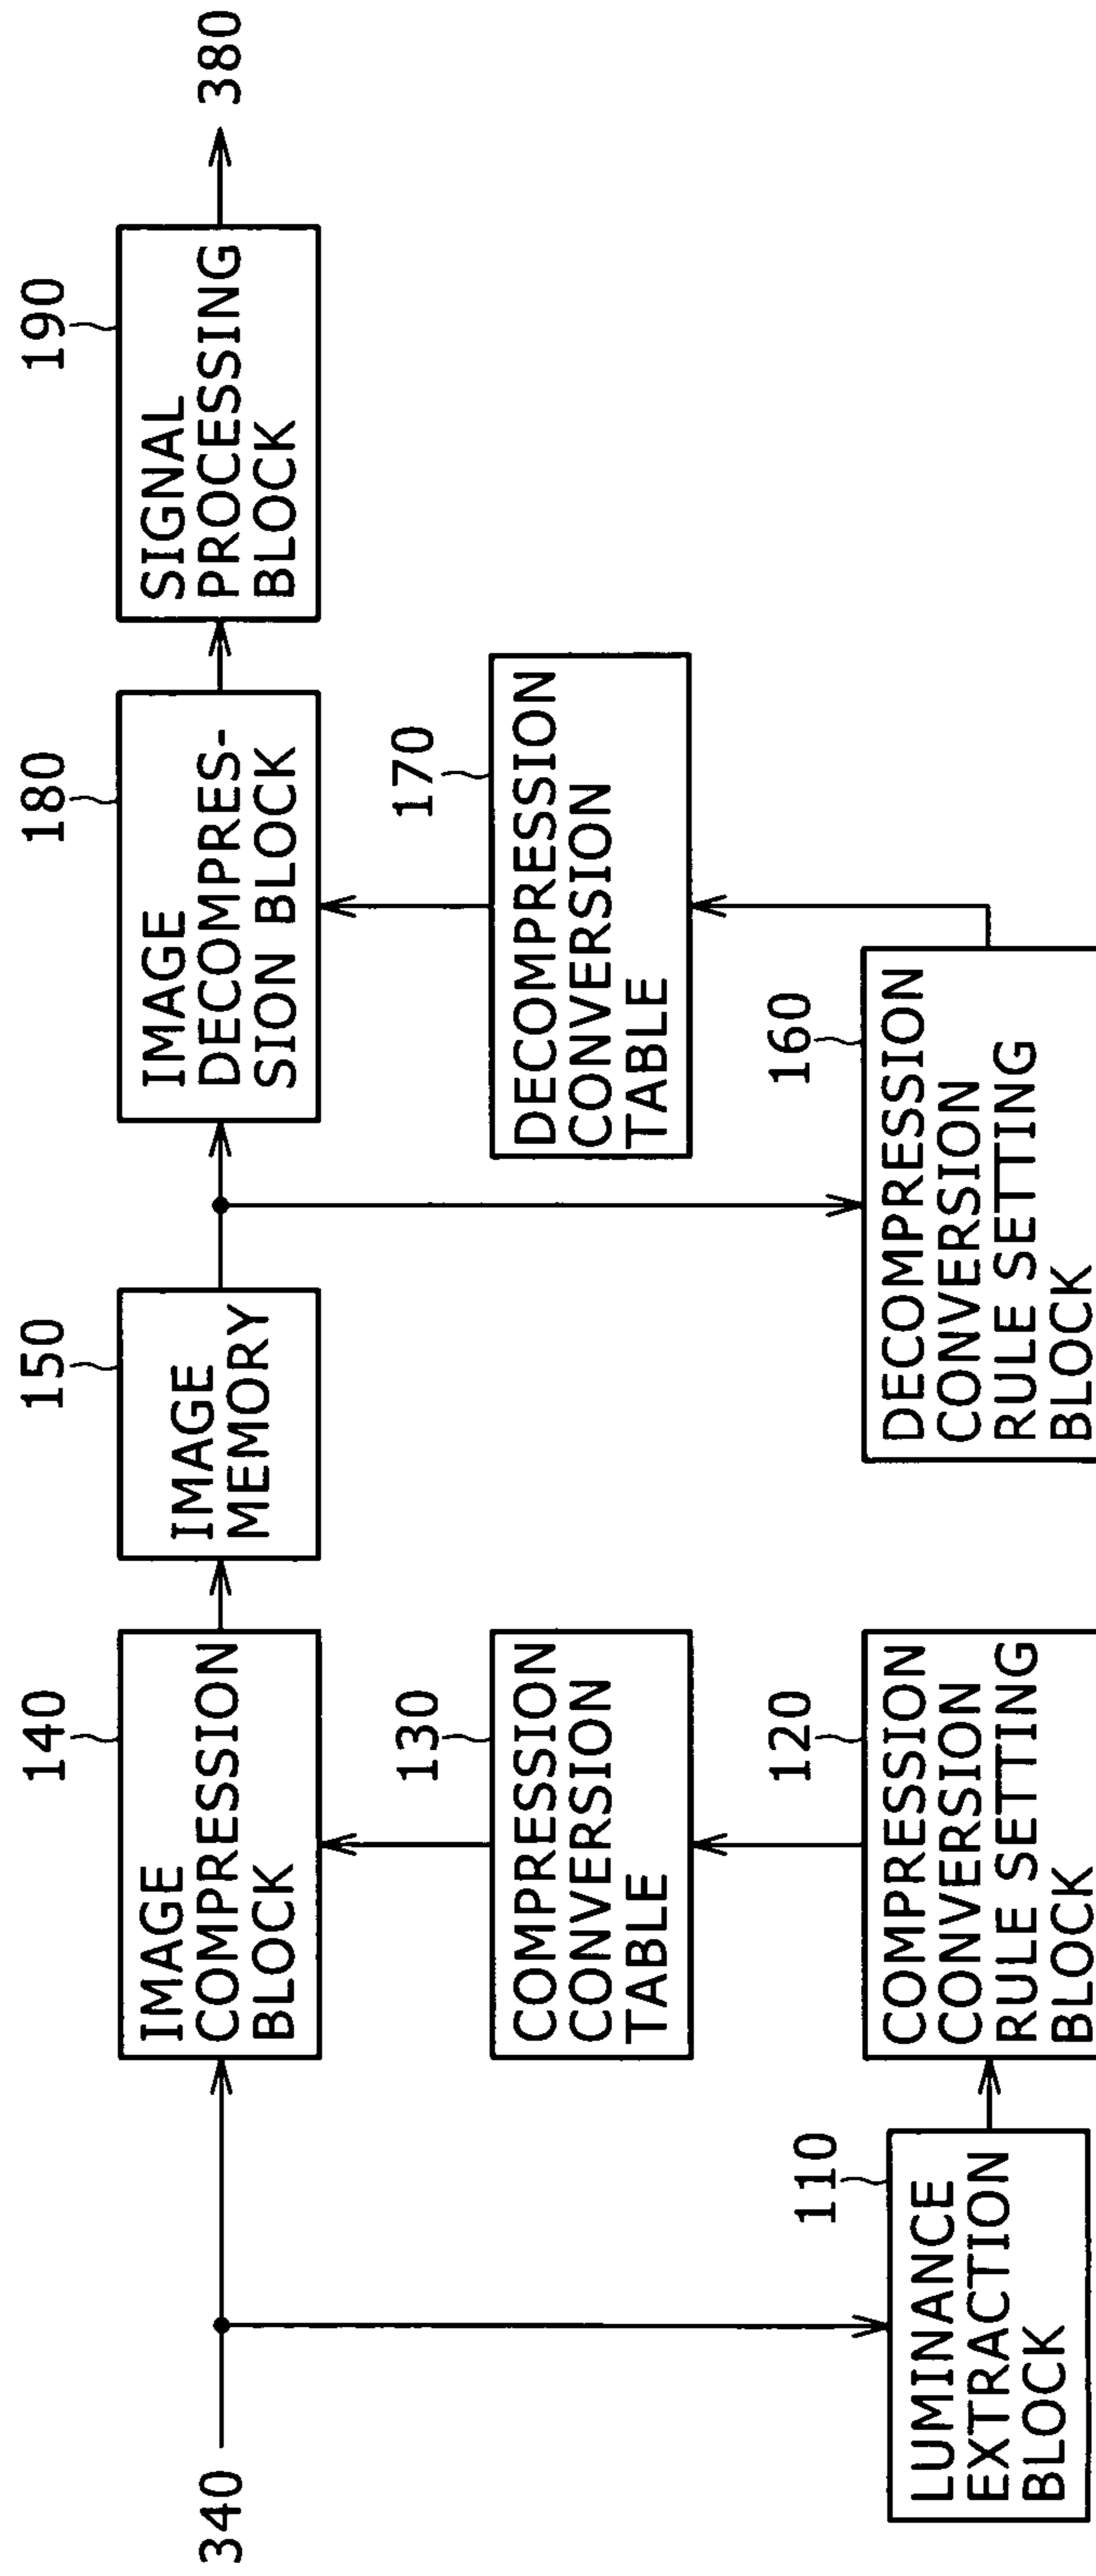 340
140
IMAGE
COMPRESSION
BLOCK
150
IMAGE
MEMORY
180
IMAGE
DECOMPRES-
SION BLOCK
190
SIGNAL
PROCESSING
BLOCK
380
130
COMPRESSION
CONVERSION
TABLE
170
DECOMPRESSION
CONVERSION
TABLE
110
LUMINANCE
EXTRACTION
BLOCK
120
COMPRESSION
CONVERSION
RULE SETTING
BLOCK
160
DECOMPRESSION
CONVERSION
RULE SETTING
BLOCK